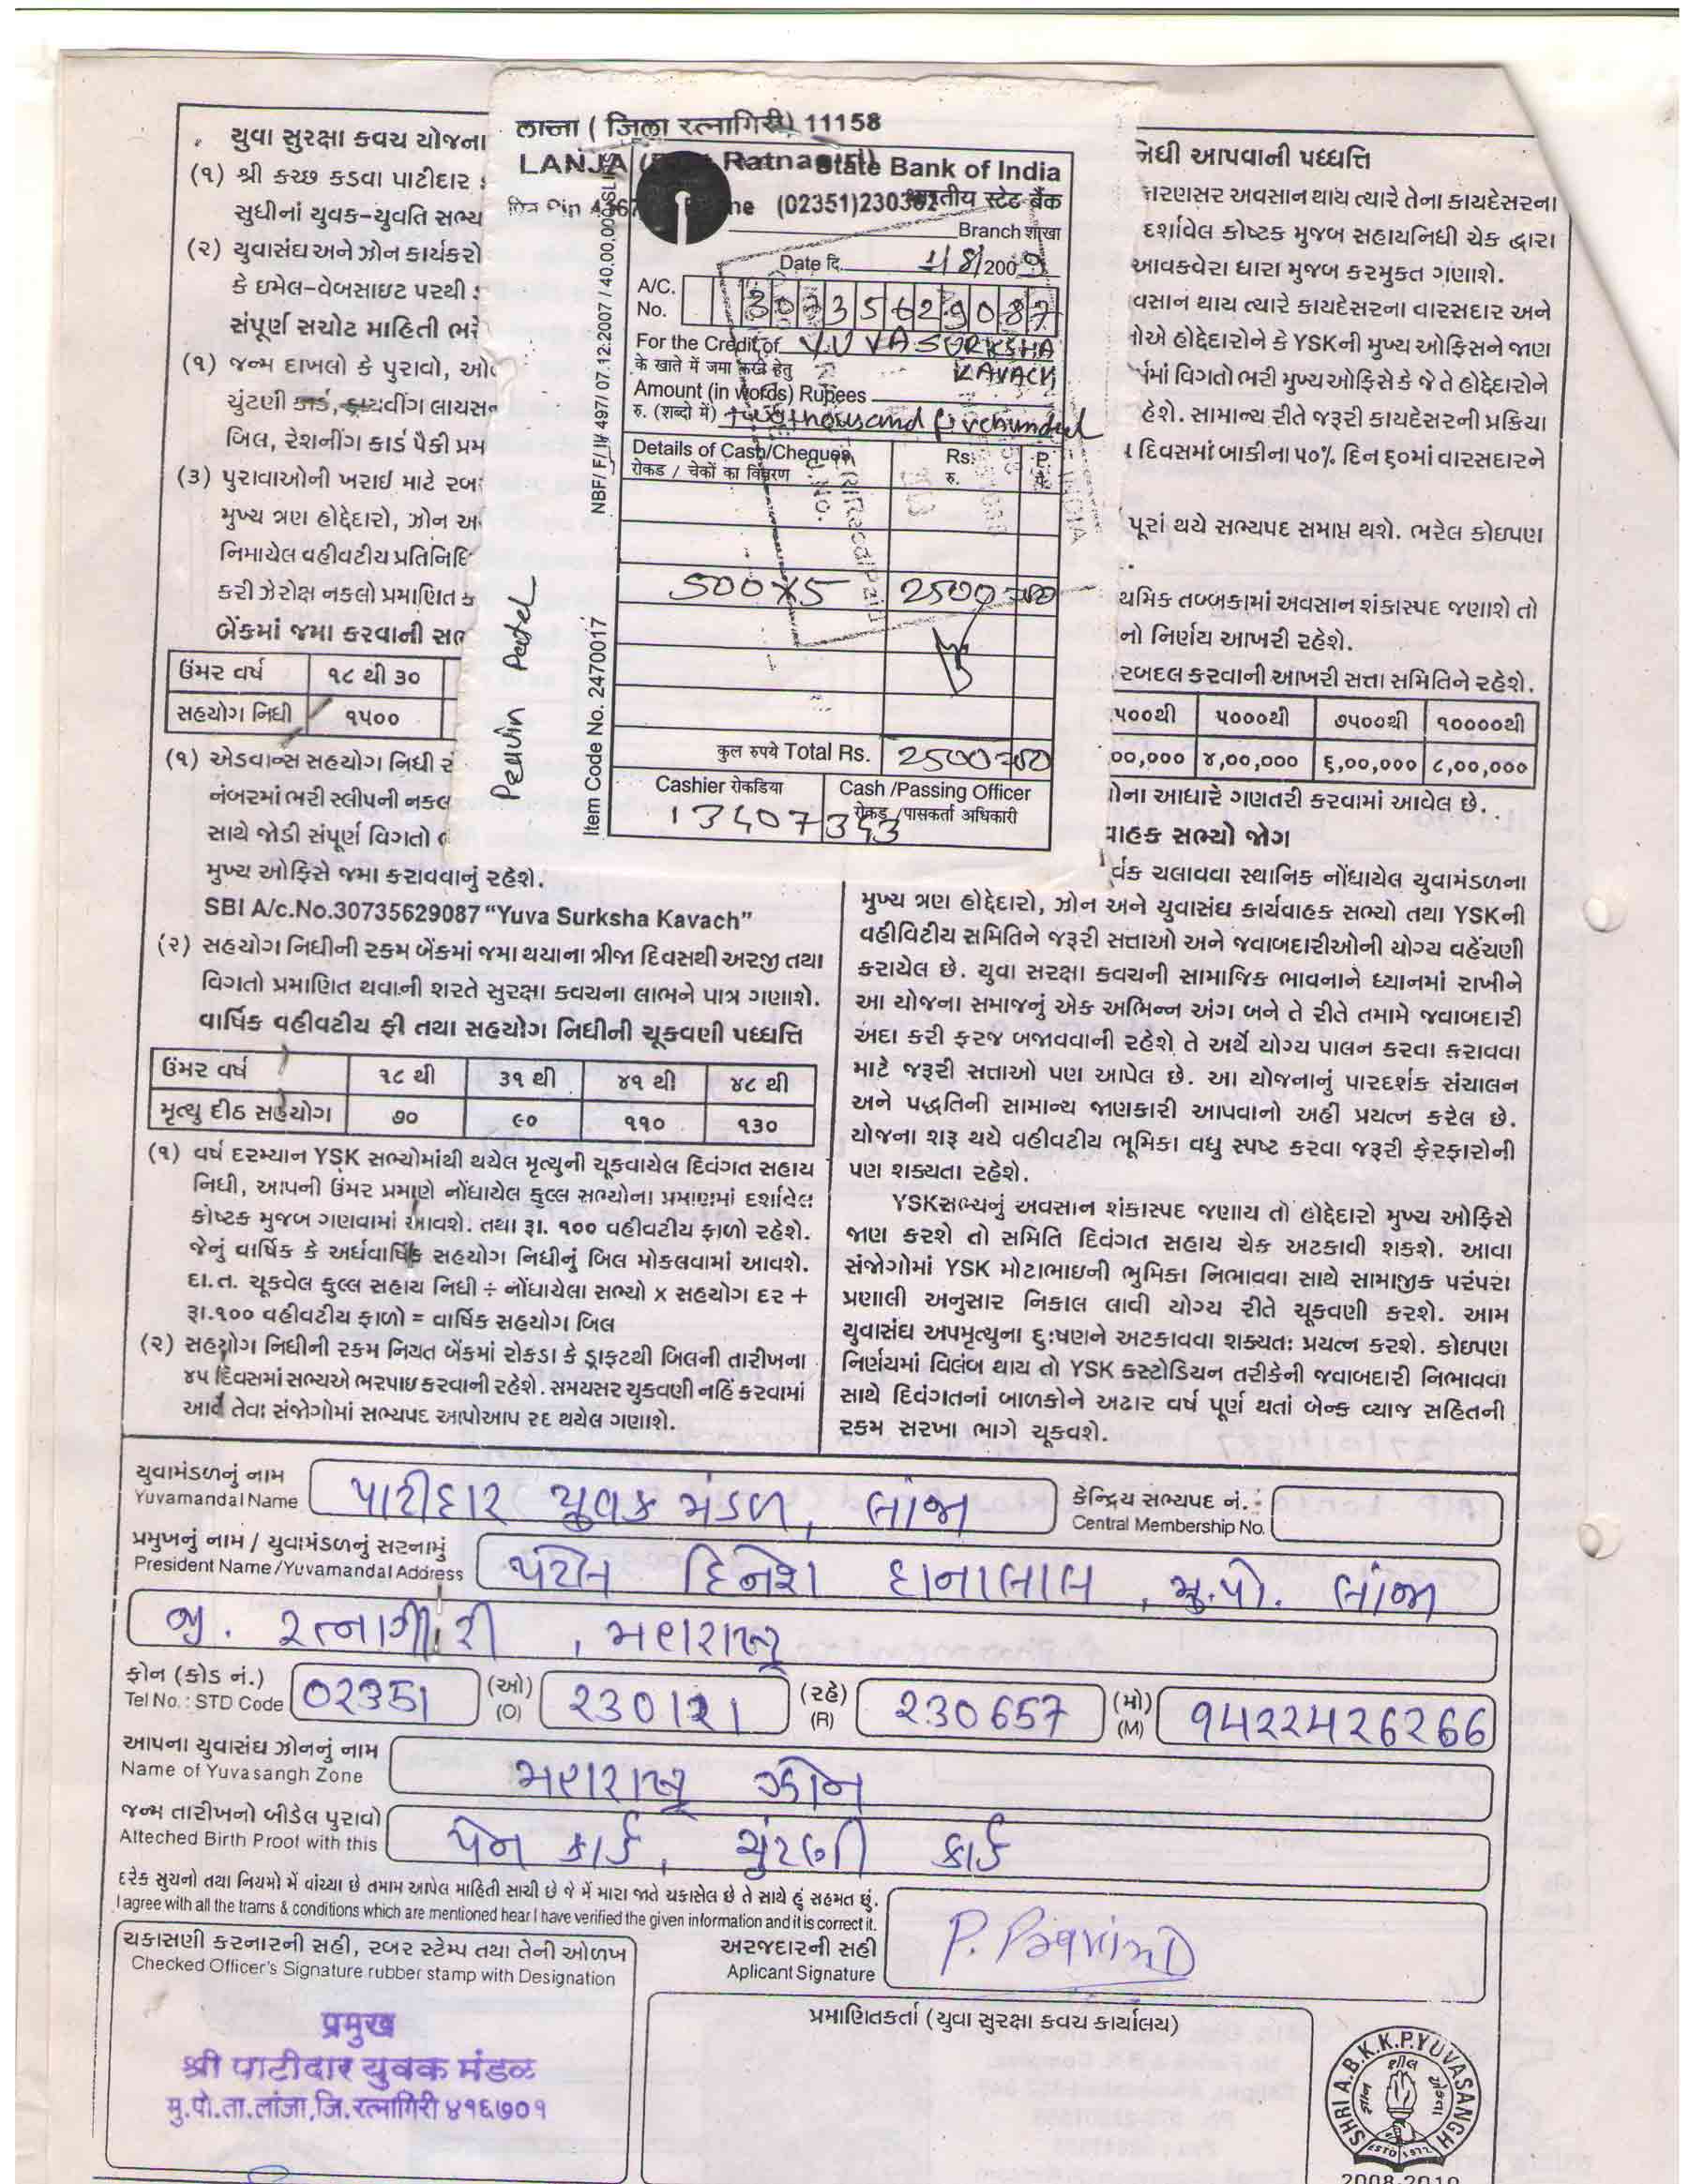 યુવા સુરક્ષા કવચ યોજના
(૧) શ્રી કચ્છ કડવા પાટીદાર
સુધીનાં યુવક-યુવતિ સભ્ય
(૨) યુવાસંઘ અને ઝોન કાર્યકરો
કે ઇમેલ-વેબસાઇટ પરથી
સંપૂર્ણ સચોટ માહિતી ભરે
(૧) જન્મ દાખલો કે પુરાવો,
ચુંટણી કાર્ડ, ડ્રાયવીંગ લાયસન
બિલ, રેશનીંગ કાર્ડ પૈકી પ્રમ
(૩) પુરાવાઓની ખરાઇ માટે રબ
મુખ્ય ત્રણ હોદ્દેદારો, ઝોન અ
નિમાયેલ વહીવટીય પ્રતિનિધિ
કરી ઝેરોક્ષ નકલો પ્રમાણિત ક
બેંકમાં જમા કરવાની સભ
ઉંમર વર્ષ ૧૮ થી ૩૦
સહયોગ નિધી ૧૫૦૦
(૧) એડવાન્સ સહયોગ નિધી
નંબરમાં ભરી સ્લીપની નકલ
સાથે જોડી સંપૂર્ણ વિગતો
મુખ્ય ઓફિસે જમા કરાવવાનું રહેશે.
SBI A/c.No.30735629087 "Yuva Surksha Kavach"
(૨) સહયોગ નિધીની રકમ બેંકમાં જમા થયાના ત્રીજા દિવસથી અરજી તથા
વિગતો પ્રમાણિત થવાની શરતે સુરક્ષા કવચના લાભને પાત્ર ગણાશે.
વાર્ષિક વહીવટીય ફી તથા સહયોગ નિધીની ચૂકવણી પધ્ધતિ
ઉંમર વર્ષ ૧૮ થી ૩૧ થી ૪૧ થી ૪૮ થી
મૃત્યુ દીઠ સહયોગ ૭૦ ૯૦ ૧૧૦ ૧૩૦
(૧) વર્ષ દરમ્યાન YSK સભ્યોમાંથી થયેલ મૃત્યુની ચૂકવાયેલ દિવંગત સહાય
નિધી, આપની ઉંમર પ્રમાણે નોંધાયેલ કુલ્લ સભ્યોના પ્રમાણમાં દર્શાવેલ
કોષ્ટક મુજબ ગણવામાં આવશે. તથા રૂા. ૧૦૦ વહીવટીય ફાળો રહેશે.
જેનું વાર્ષિક કે અર્ધવાર્ષિક સહયોગ નિધીનું બિલ મોકલવામાં આવશે.
દા.ત. ચૂકવેલ કુલ્લ સહાય નિધી ÷ નોંધાયેલા સભ્યો x સહયોગ દર +
રૂા.૧૦૦ વહીવટીય ફાળો = વાર્ષિક સહયોગ બિલ
(૨) સહયોગ નિધીની રકમ નિયત બેંકમાં રોકડા કે ડ્રાફટથી બિલની તારીખના
૪૫ દિવસમાં સભ્યએ ભરપાઇ કરવાની રહેશે. સમયસર ચુકવણી નહિં કરવામાં
આવે તેવા સંજોગોમાં સભ્યપદ આપોઆપ રદ થયેલ ગણાશે.
लान्जा ( जिला रत्नागिरी) 11158
LANJA Ratnagiri)
Phone (02351)230362
State Bank of India
भारतीय स्टेट बैंक
Branch शाखा
Date दि. 1/8/2009
A/C. No. 30735629087
For the Credit of YUVA SURKSHA
के खाते में जमा करने हेतु KAVACH
Amount (in words) Rupees
रु. (शब्दो में) two thousand five hundred
Details of Cash/Cheques Rs. P.
रोकड / चेकों का विवरण रु. पै.
500X5 2500=00
कुल रुपये Total Rs. 2500=00
Cashier रोकडिया Cash /Passing Officer
रोकड /पासकर्ता अधिकारी
13407343
NBF/F/IV 497/07.12.2007/40,00,000 SLIPS
Item Code No. 2470017
Pravin Patel
નિધી આપવાની પધ્ધતિ
કારણસર અવસાન થાય ત્યારે તેના કાયદેસરના
દર્શાવેલ કોષ્ટક મુજબ સહાયનિધી ચેક દ્વારા
આવકવેરા ધારા મુજબ કરમુક્ત ગણાશે.
વસાન થાય ત્યારે કાયદેસરના વારસદાર અને
ોએ હોદ્દેદારોને કે YSKની મુખ્ય ઓફિસને જાણ
ર્મમાં વિગતો ભરી મુખ્ય ઓફિસે કે જે તે હોદ્દેદારોને
હેશે. સામાન્ય રીતે જરૂરી કાયદેસરની પ્રક્રિયા
દિવસમાં બાકીના ૫૦% દિન ૬૦માં વારસદારને
પૂરાં થયે સભ્યપદ સમાપ્ત થશે. ભરેલ કોઇપણ
થમિક તબ્બકામાં અવસાન શંકાસ્પદ જણાશે તો
નો નિર્ણય આખરી રહેશે.
રબદલ કરવાની આખરી સત્તા સમિતિને રહેશે.
૫૦૦થી ૫૦૦૦થી ૭૫૦૦થી ૧૦૦૦૦થી
૦૦,૦૦૦ ૪,૦૦,૦૦૦ ૬,૦૦,૦૦૦ ૮,૦૦,૦૦૦
ોના આધારે ગણતરી કરવામાં આવેલ છે.
વાહક સભ્યો જોગ
ર્વક ચલાવવા સ્થાનિક નોંધાયેલ યુવામંડળના
મુખ્ય ત્રણ હોદ્દેદારો, ઝોન અને યુવાસંઘ કાર્યવાહક સભ્યો તથા YSKની
વહીવિટીય સમિતિને જરૂરી સત્તાઓ અને જવાબદારીઓની યોગ્ય વહેંચણી
કરાયેલ છે. યુવા સરક્ષા કવચની સામાજિક ભાવનાને ધ્યાનમાં રાખીને
આ યોજના સમાજનું એક અભિન્ન અંગ બને તે રીતે તમામે જવાબદારી
અદા કરી ફરજ બજાવવાની રહેશે તે અર્થે યોગ્ય પાલન કરવા કરાવવા
માટે જરૂરી સત્તાઓ પણ આપેલ છે. આ યોજનાનું પારદર્શક સંચાલન
અને પદ્ધતિની સામાન્ય જાણકારી આપવાનો અહીં પ્રયત્ન કરેલ છે.
યોજના શરૂ થયે વહીવટીય ભૂમિકા વધુ સ્પષ્ટ કરવા જરૂરી ફેરફારોની
પણ શક્યતા રહેશે.
YSKસભ્યનું અવસાન શંકાસ્પદ જણાય તો હોદ્દેદારો મુખ્ય ઓફિસે
જાણ કરશે તો સમિતિ દિવંગત સહાય ચેક અટકાવી શકશે. આવા
સંજોગોમાં YSK મોટાભાઇની ભુમિકા નિભાવવા સાથે સામાજીક પરંપરા
પ્રણાલી અનુસાર નિકાલ લાવી યોગ્ય રીતે ચૂકવણી કરશે. આમ
યુવાસંઘ અપમૃત્યુના દુઃષણને અટકાવવા શક્યતઃ પ્રયત્ન કરશે. કોઇપણ
નિર્ણયમાં વિલંબ થાય તો YSK કસ્ટોડિયન તરીકેની જવાબદારી નિભાવવા
સાથે દિવંગતનાં બાળકોને અઢાર વર્ષ પૂર્ણ થતાં બેન્ક વ્યાજ સહિતની
રકમ સરખા ભાગે ચૂકવશે.
યુવામંડળનું નામ
Yuvamandal Name પાટીદાર યુવક મંડળ, લાંજા
કેન્દ્રિય સભ્યપદ નં. :
Central Membership No.
પ્રમુખનું નામ / યુવામંડળનું સરનામું
President Name/Yuvamandal Address પટેલ દિનેશ દાનાલાલ, મુ.પો. લાંજા
જી. રત્નાગીરી, મહારાષ્ટ્ર
ફોન (કોડ નં.) (ઓ) (રહે) (મો)
Tel No. : STD Code 02351 (O) 230121 (R) 230657 (M) 9422426266
આપના યુવાસંઘ ઝોનનું નામ
Name of Yuvasangh Zone મહારાષ્ટ્ર ઝોન
જન્મ તારીખનો બીડેલ પુરાવો
Atteched Birth Proof with this પેન કાર્ડ, ચુંટણી કાર્ડ
દરેક સુચનો તથા નિયમો મેં વાંચ્યા છે તમામ આપેલ માહિતી સાચી છે જે મેં મારા જાતે ચકાસેલ છે તે સાથે હું સહમત છું.
I agree with all the trams & conditions which are mentioned hear I have verified the given information and it is correct it.
ચકાસણી કરનારની સહી, રબર સ્ટેમ્પ તથા તેની ઓળખ
Checked Officer's Signature rubber stamp with Designation
અરજદારની સહી
Aplicant Signature
P. Pravin D
પ્રમાણિતકર્તા (યુવા સુરક્ષા કવચ કાર્યાલય)
प्रमुख
श्री पाटीदार युवक मंडळ
मु.पो.ता.लांजा,जि.रत्नागिरी ४१६७०१
SHRI A.B.K.K.P.YUVASANGH
ESTD 1972
2008-2010